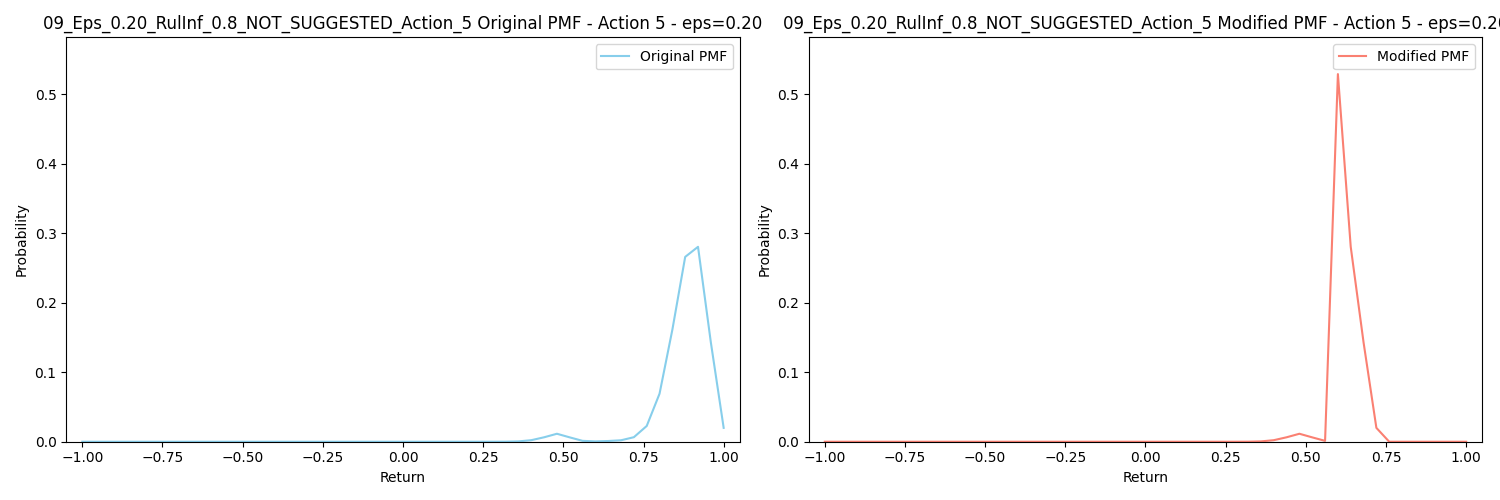 09_Eps_0.20_RulInf_0.8_NOT_SUGGESTED_Action_5 Original PMF - Action 5 - eps=0.20
Original PMF
Probability
0.5
0.4
0.3
0.2
0.1
0.0
−1.00 −0.75 −0.50 −0.25 0.00 0.25 0.50 0.75 1.00
Return
09_Eps_0.20_RulInf_0.8_NOT_SUGGESTED_Action_5 Modified PMF - Action 5 - eps=0.20
Modified PMF
Probability
0.5
0.4
0.3
0.2
0.1
0.0
−1.00 −0.75 −0.50 −0.25 0.00 0.25 0.50 0.75 1.00
Return